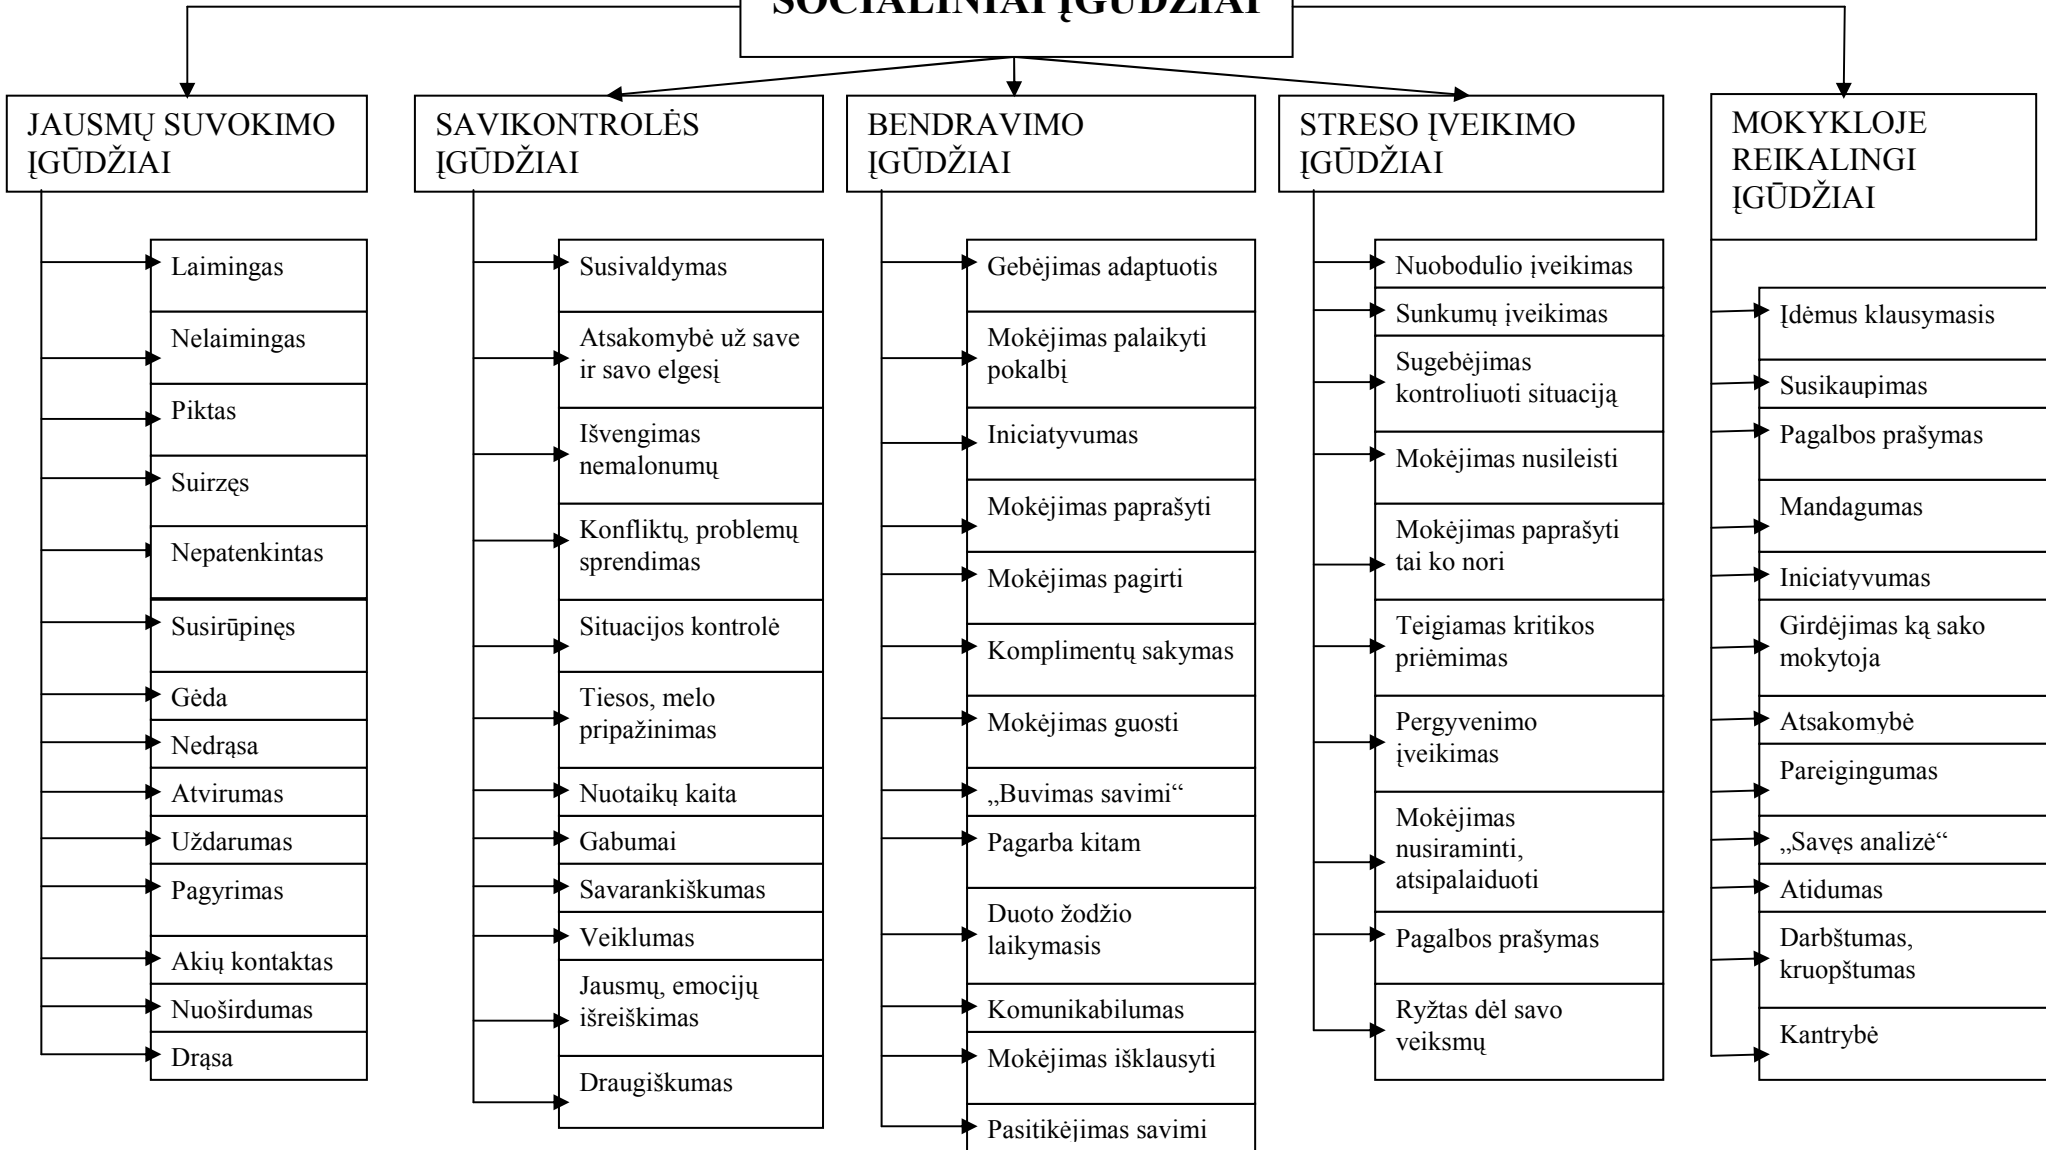 SOCIALINIAI ĮGŪDŽIAI
JAUSMŲ SUVOKIMO
ĮGŪDŽIAI
Laimingas
Nelaimingas
Piktas
Suirzęs
Nepatenkintas
Susirūpinęs
Gėda
Nedrąsa
Atvirumas
Uždarumas
Pagyrimas
Akių kontaktas
Nuoširdumas
Drąsa
SAVIKONTROLĖS
ĮGŪDŽIAI
Susivaldymas
Atsakomybė už save
ir savo elgesį
Išvengimas
nemalonumų
Konfliktų, problemų
sprendimas
Situacijos kontrolė
Tiesos, melo
pripažinimas
Nuotaikų kaita
Gabumai
Savarankiškumas
Veiklumas
Jausmų, emocijų
išreiškimas
Draugiškumas
BENDRAVIMO
ĮGŪDŽIAI
Gebėjimas adaptuotis
Mokėjimas palaikyti
pokalbį
Iniciatyvumas
Mokėjimas paprašyti
Mokėjimas pagirti
Komplimentų sakymas
Mokėjimas guosti
„Buvimas savimi“
Pagarba kitam
Duoto žodžio
laikymasis
Komunikabilumas
Mokėjimas išklausyti
Pasitikėjimas savimi
STRESO ĮVEIKIMO
ĮGŪDŽIAI
Nuobodulio įveikimas
Sunkumų įveikimas
Sugebėjimas
kontroliuoti situaciją
Mokėjimas nusileisti
Mokėjimas paprašyti
tai ko nori
Teigiamas kritikos
priėmimas
Pergyvenimo
įveikimas
Mokėjimas
nusiraminti,
atsipalaiduoti
Pagalbos prašymas
Ryžtas dėl savo
veiksmų
MOKYKLOJE
REIKALINGI
ĮGŪDŽIAI
Įdėmus klausymasis
Susikaupimas
Pagalbos prašymas
Mandagumas
Iniciatyvumas
Girdėjimas ką sako
mokytoja
Atsakomybė
Pareigingumas
„Savęs analizė“
Atidumas
Darbštumas,
kruopštumas
Kantrybė